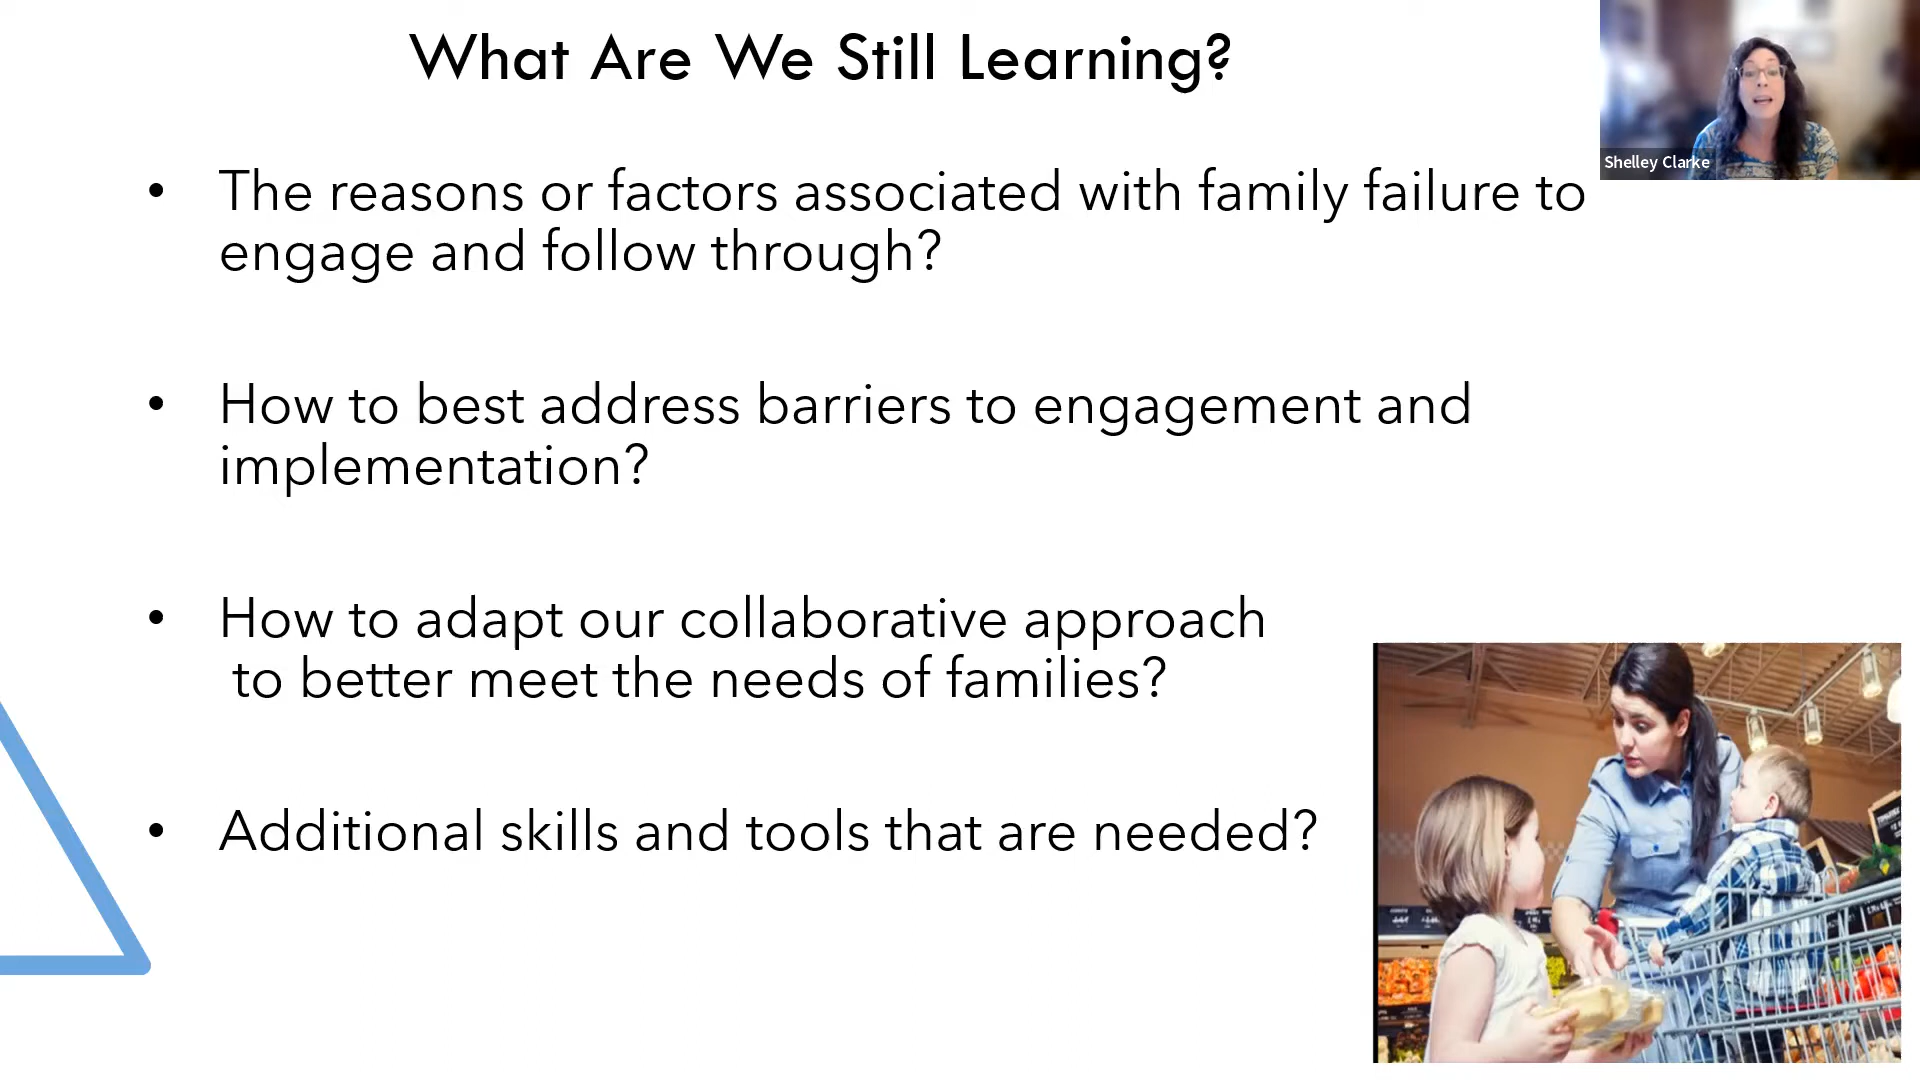 What Are We Still Learning?
Shelley Clarke
• The reasons or factors associated with family failure to
engage and follow through?
• How to best address barriers to engagement and
implementation?
• How to adapt our collaborative approach
to better meet the needs of families?
• Additional skills and tools that are needed?